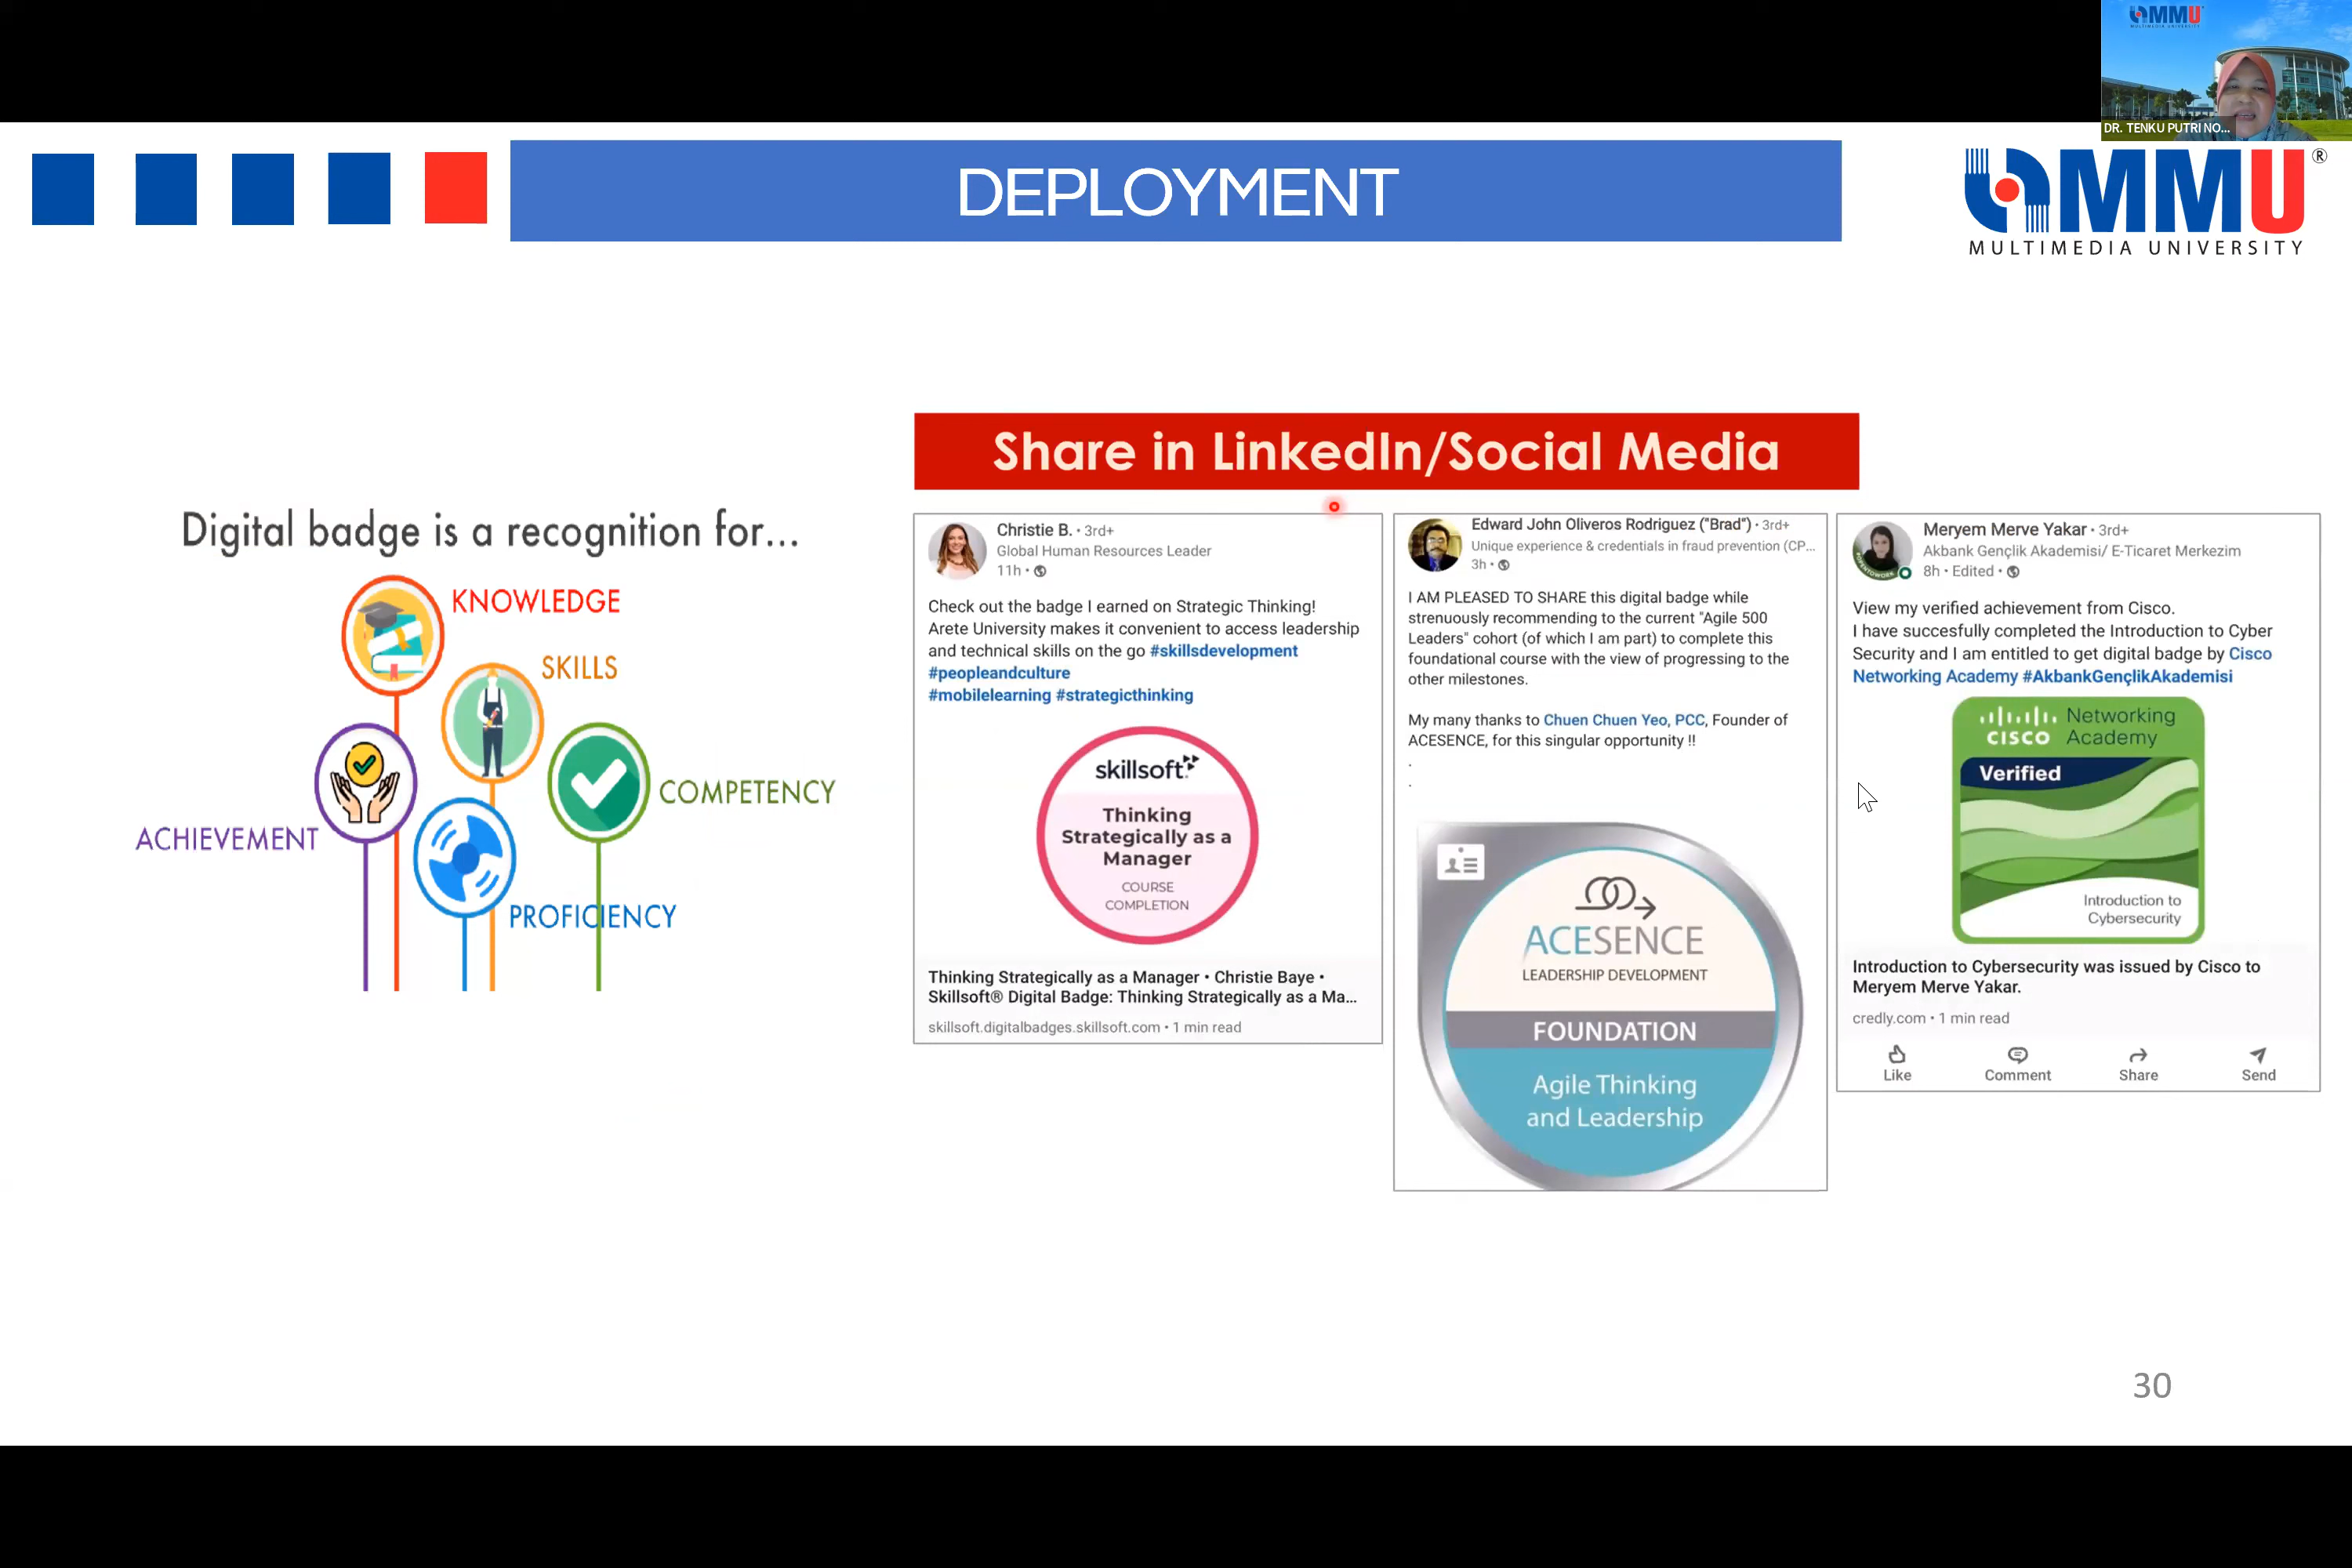 MMU
MULTIMEDIA UNIVERSITY
DR. TENKU PUTRI NO...
DEPLOYMENT
MMU®
MULTIMEDIA UNIVERSITY
Digital badge is a recognition for...
KNOWLEDGE
SKILLS
COMPETENCY
ACHIEVEMENT
PROFICIENCY
Share in LinkedIn/Social Media
Christie B. • 3rd+
Global Human Resources Leader
11h •
Check out the badge I earned on Strategic Thinking!
Arete University makes it convenient to access leadership
and technical skills on the go #skillsdevelopment
#peopleandculture
#mobilelearning #strategicthinking
skillsoft
Thinking
Strategically as a
Manager
COURSE
COMPLETION
Thinking Strategically as a Manager • Christie Baye •
Skillsoft® Digital Badge: Thinking Strategically as a Ma...
skillsoft.digitalbadges.skillsoft.com • 1 min read
Edward John Oliveros Rodriguez ("Brad") • 3rd+
Unique experience & credentials in fraud prevention (CP...
3h •
I AM PLEASED TO SHARE this digital badge while
strenuously recommending to the current "Agile 500
Leaders" cohort (of which I am part) to complete this
foundational course with the view of progressing to the
other milestones.
My many thanks to Chuen Chuen Yeo, PCC, Founder of
ACESENCE, for this singular opportunity !!
.
.
ACESENCE
LEADERSHIP DEVELOPMENT
FOUNDATION
Agile Thinking
and Leadership
Meryem Merve Yakar • 3rd+
Akbank Gençlik Akademisi/ E-Ticaret Merkezim
8h • Edited •
View my verified achievement from Cisco.
I have succesfully completed the Introduction to Cyber
Security and I am entitled to get digital badge by Cisco
Networking Academy #AkbankGençlikAkademisi
CISCO
Networking
Academy
Verified
Introduction to
Cybersecurity
Introduction to Cybersecurity was issued by Cisco to
Meryem Merve Yakar.
credly.com • 1 min read
Like
Comment
Share
Send
30